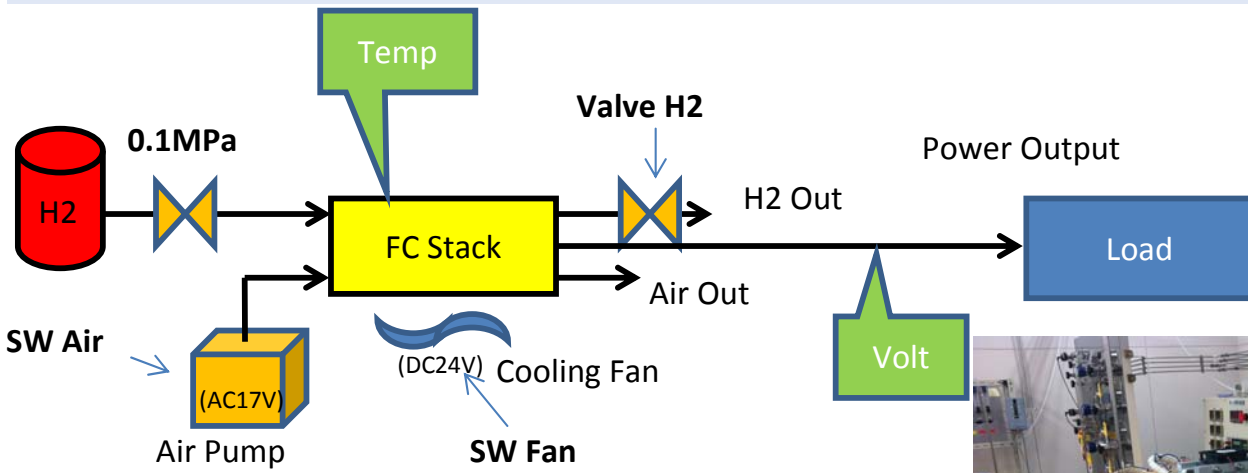 Temp
Valve H2
0.1MPa
Power Output
H2
H2 Out
FC Stack
Load
Air Out
SW Air
(DC24V)
Cooling Fan
Volt
(AC17V)
Air Pump
SW Fan